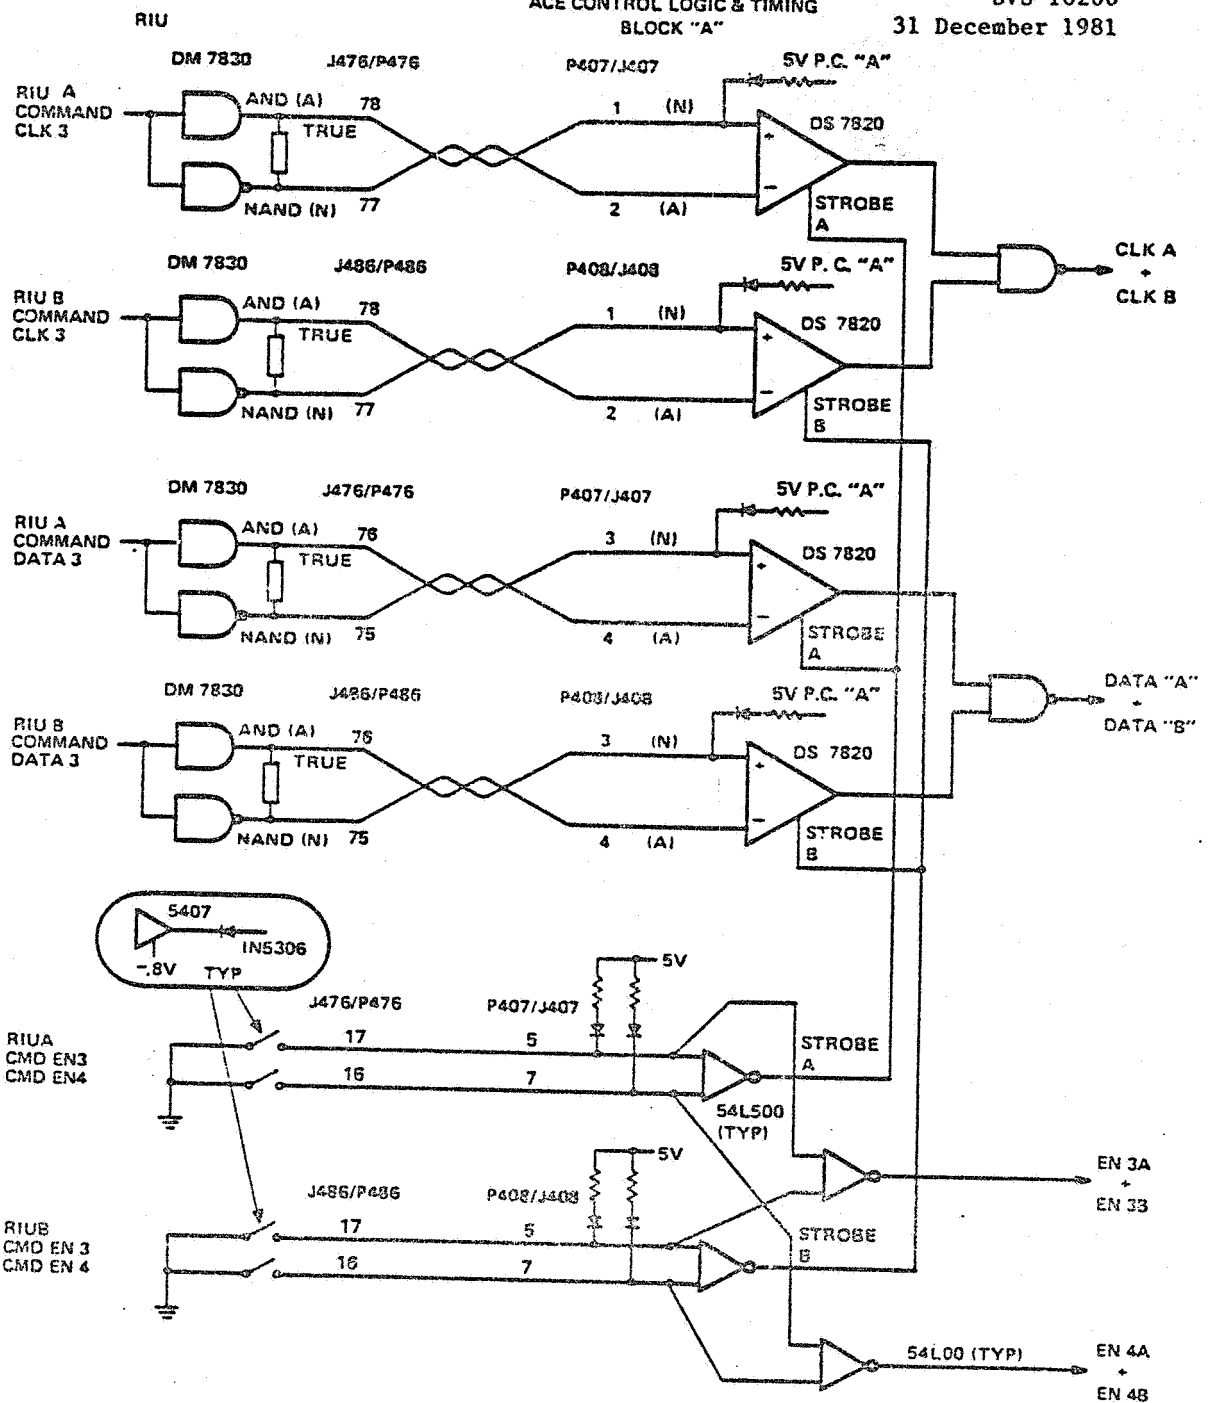 ACE CONTROL LOGIC & TIMING
BLOCK "A"
31 December 1981
RIU
DM 7830
J476/P476
P407/J407
5V P.C. "A"
RIU A
COMMAND
CLK 3
AND (A)
78
TRUE
1
(N)
DS 7820
+
−
NAND (N)
77
2
(A)
STROBE
A
CLK A
+
CLK B
DM 7830
J486/P486
P408/J408
5V P.C. "A"
RIU B
COMMAND
CLK 3
AND (A)
78
TRUE
1
(N)
DS 7820
+
−
NAND (N)
77
2
(A)
STROBE
B
DM 7830
J476/P476
P407/J407
5V P.C. "A"
RIU A
COMMAND
DATA 3
AND (A)
76
TRUE
3
(N)
DS 7820
+
−
NAND (N)
75
4
(A)
STROBE
A
DATA "A"
+
DATA "B"
DM 7830
J486/P486
P408/J408
5V P.C. "A"
RIU B
COMMAND
DATA 3
AND (A)
76
TRUE
3
(N)
DS 7820
+
−
NAND (N)
75
4
(A)
STROBE
B
5407
IN5306
-.8V
TYP
5V
J476/P476
P407/J407
RIUA
CMD EN3
CMD EN4
17
5
16
7
STROBE
A
54L500
(TYP)
5V
J486/P486
P408/J408
EN 3A
+
EN 3B
RIUB
CMD EN 3
CMD EN 4
17
5
16
7
STROBE
B
54L00 (TYP)
EN 4A
+
EN 4B